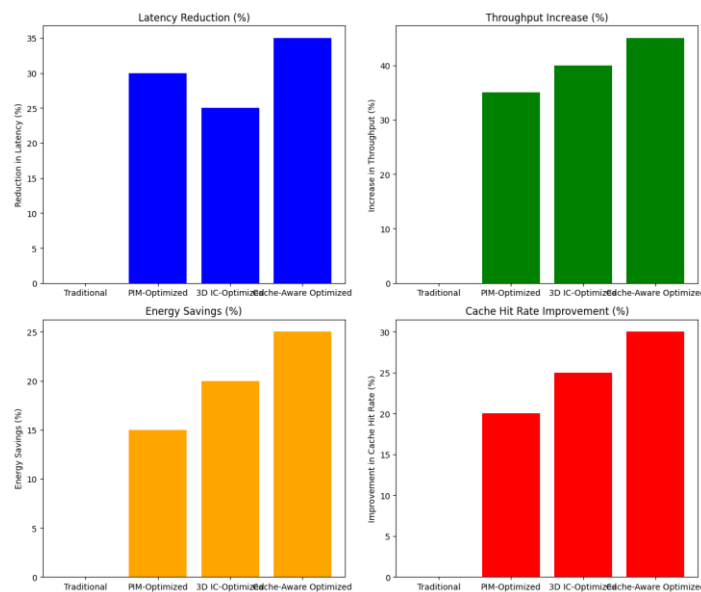 Latency Reduction (%)
Reduction in Latency (%)
35
30
25
20
15
10
5
0
Traditional PIM-Optimized 3D IC-Optimized Cache-Aware Optimized
Throughput Increase (%)
Increase in Throughput (%)
40
30
20
10
0
Traditional PIM-Optimized 3D IC-Optimized Cache-Aware Optimized
Energy Savings (%)
Energy Savings (%)
25
20
15
10
5
0
Traditional PIM-Optimized 3D IC-Optimized Cache-Aware Optimized
Cache Hit Rate Improvement (%)
Improvement in Cache Hit Rate (%)
30
25
20
15
10
5
0
Traditional PIM-Optimized 3D IC-Optimized Cache-Aware Optimized